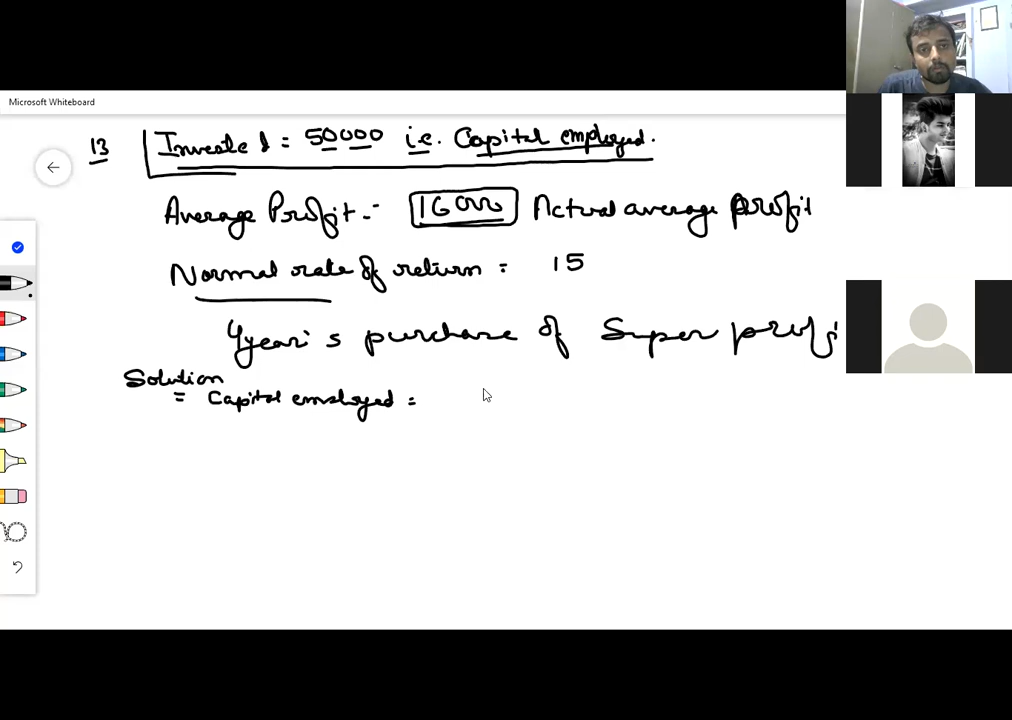 Microsoft Whiteboard
13 Invested = 50000 i.e. Capital employed.
Average Profit - 16000 Actual average profit
Normal rate of return = 15
4 year's purchase of Super profit
Solution
= Capital employed =